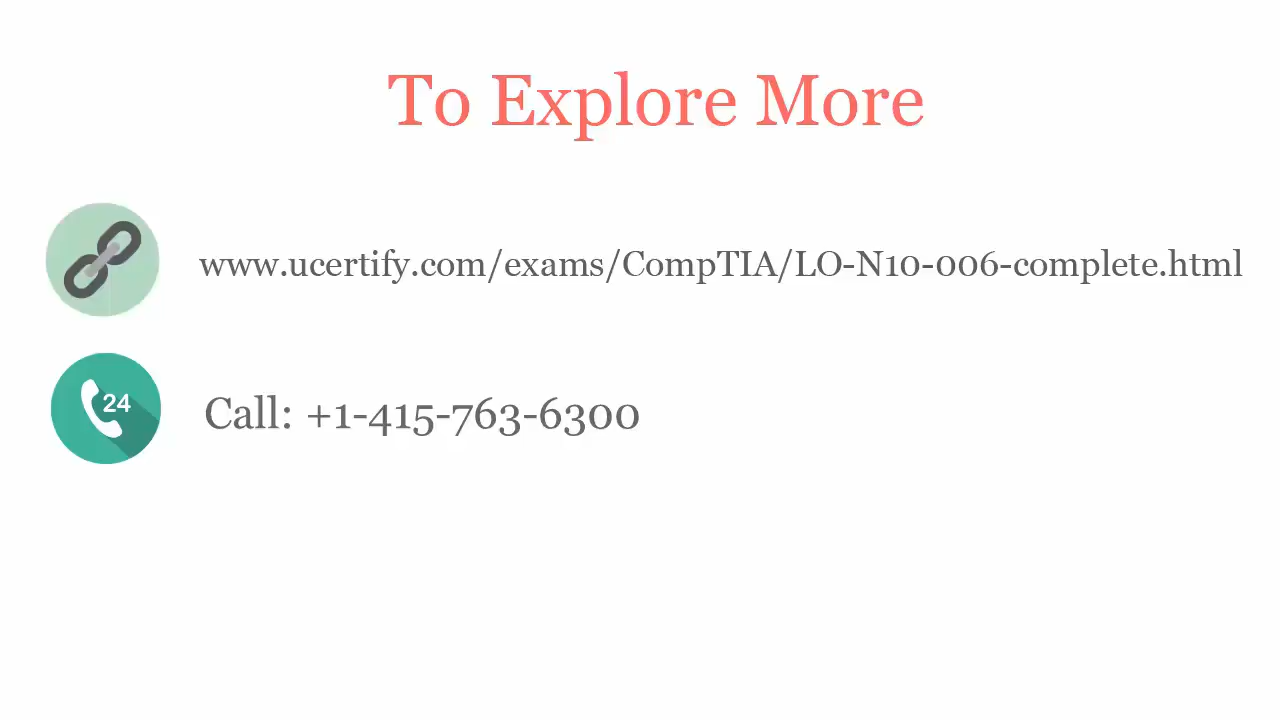 To Explore More
www.ucertify.com/exams/CompTIA/LO-N10-006-complete.html
24
Call: +1-415-763-6300